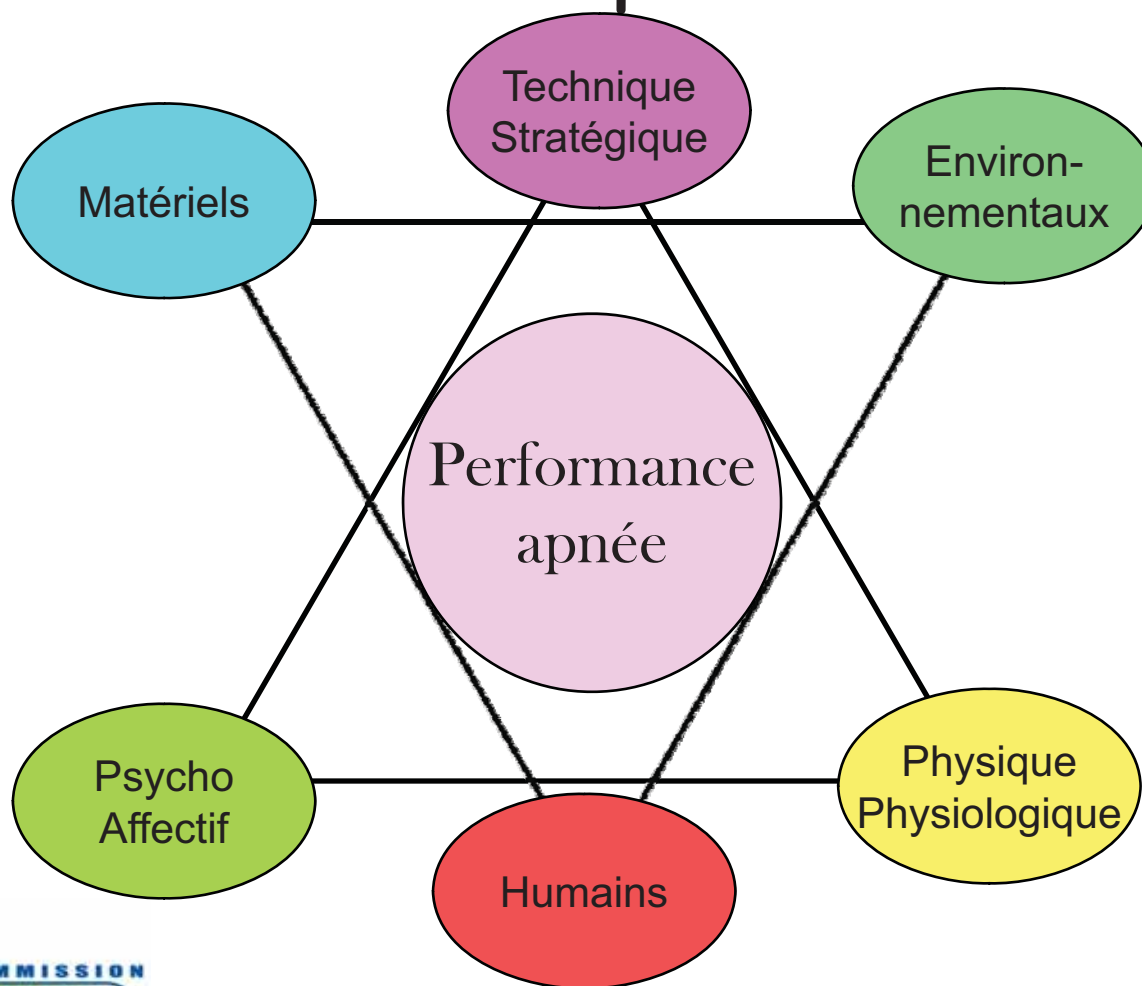 Technique
Stratégique
Matériels
Environ-
nementaux
Performance
apnée
Psycho
Affectif
Physique
Physiologique
Humains
MMISSION